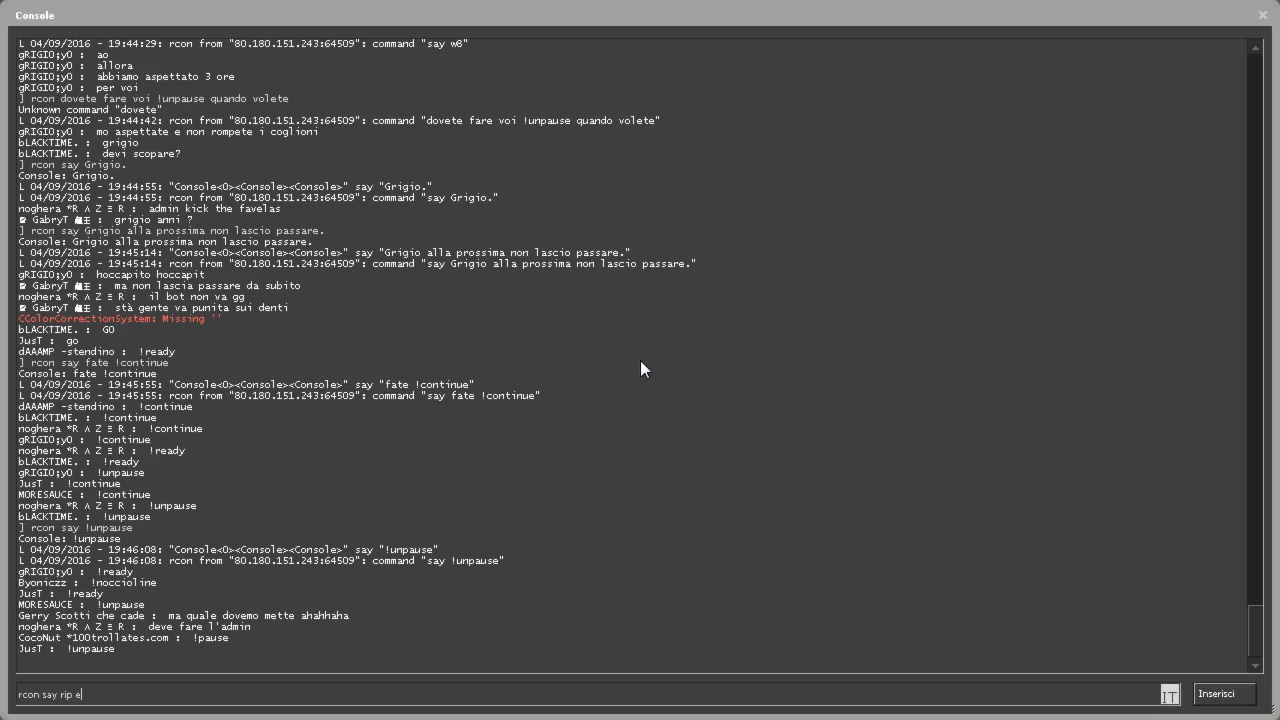 Console
L 04/09/2016 - 19:44:29: rcon from "80.180.151.243:64509": command "say w8"
gRIGIO;yO :  ao
gRIGIO;yO :  allora
gRIGIO;yO :  abbiamo aspettato 3 ore
gRIGIO;yO :  per voi
] rcon dovete fare voi !unpause quando volete
Unknown command "dovete"
L 04/09/2016 - 19:44:42: rcon from "80.180.151.243:64509": command "dovete fare voi !unpause quando volete"
gRIGIO;yO :  mo aspettate e non rompete i coglioni
bLACKTIME. :  grigio
bLACKTIME. :  devi scopare?
] rcon say Grigio.
Console: Grigio.
L 04/09/2016 - 19:44:55: "Console<0><Console><Console>" say "Grigio."
L 04/09/2016 - 19:44:55: rcon from "80.180.151.243:64509": command "say Grigio."
noghera *R Λ Z Ξ R :  admin kick the favelas
GabryT :  grigio anni ?
] rcon say Grigio alla prossima non lascio passare.
Console: Grigio alla prossima non lascio passare.
L 04/09/2016 - 19:45:14: "Console<0><Console><Console>" say "Grigio alla prossima non lascio passare."
L 04/09/2016 - 19:45:14: rcon from "80.180.151.243:64509": command "say Grigio alla prossima non lascio passare."
gRIGIO;yO :  hoccapito hoccapit
GabryT :  ma non lascia passare da subito
noghera *R Λ Z Ξ R :  il bot non va gg
GabryT :  stà gente va punita sui denti
CColorCorrectionSystem: Missing ''
bLACKTIME. :  GO
JusT :  go
dAAAMP -stendino :  !ready
] rcon say fate !continue
Console: fate !continue
L 04/09/2016 - 19:45:55: "Console<0><Console><Console>" say "fate !continue"
L 04/09/2016 - 19:45:55: rcon from "80.180.151.243:64509": command "say fate !continue"
dAAAMP -stendino :  !continue
bLACKTIME. :  !continue
noghera *R Λ Z Ξ R :  !continue
gRIGIO;yO :  !continue
noghera *R Λ Z Ξ R :  !ready
bLACKTIME. :  !ready
gRIGIO;yO :  !unpause
JusT :  !continue
MORESAUCE :  !continue
noghera *R Λ Z Ξ R :  !unpause
bLACKTIME. :  !unpause
] rcon say !unpause
Console: !unpause
L 04/09/2016 - 19:46:08: "Console<0><Console><Console>" say "!unpause"
L 04/09/2016 - 19:46:08: rcon from "80.180.151.243:64509": command "say !unpause"
gRIGIO;yO :  !ready
Byoniczz :  !noccioline
JusT :  !ready
MORESAUCE :  !unpause
Gerry Scotti che cade :  ma quale dovemo mette ahahhaha
noghera *R Λ Z Ξ R :  deve fare l'admin
CocoNut *100trollates.com :  !pause
JusT :  !unpause
rcon say rip e
IT
Inserisci